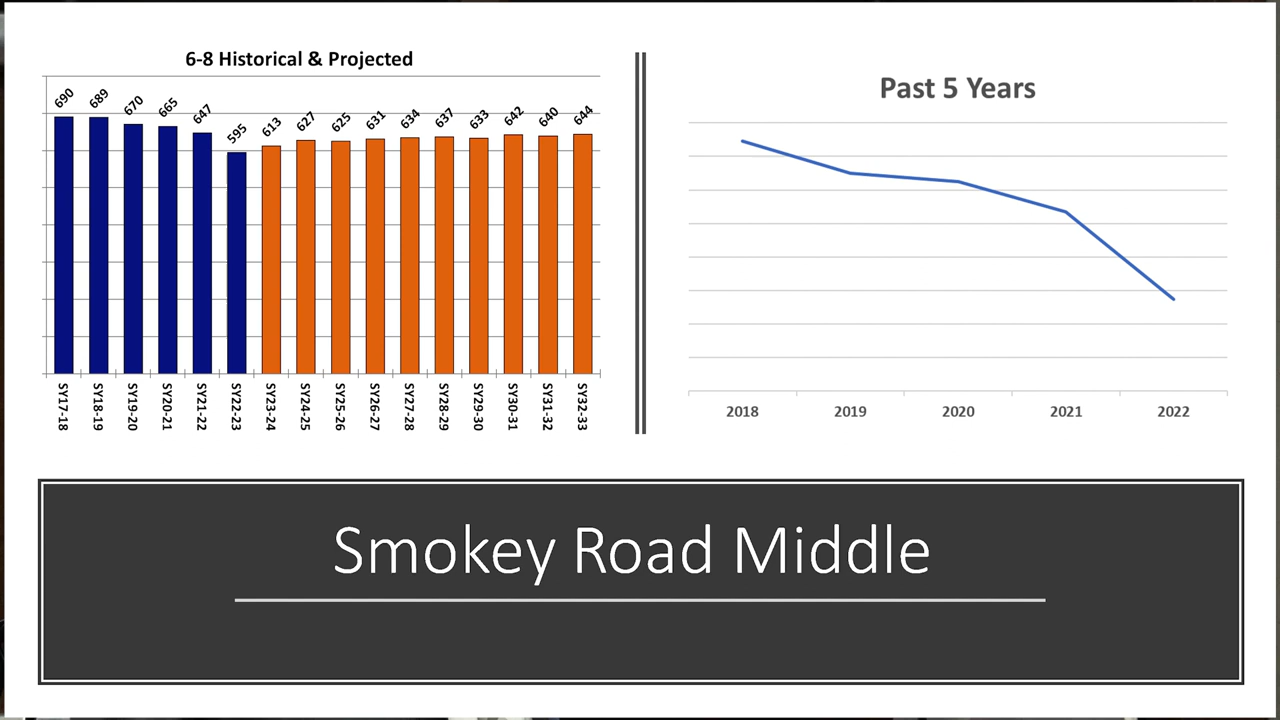 6-8 Historical & Projected
690 689 670 665 647 595 613 627 625 631 634 637 633 642 640 644
SY17-18 SY18-19 SY19-20 SY20-21 SY21-22 SY22-23 SY23-24 SY24-25 SY25-26 SY26-27 SY27-28 SY28-29 SY29-30 SY30-31 SY31-32 SY32-33
Past 5 Years
2018 2019 2020 2021 2022
Smokey Road Middle